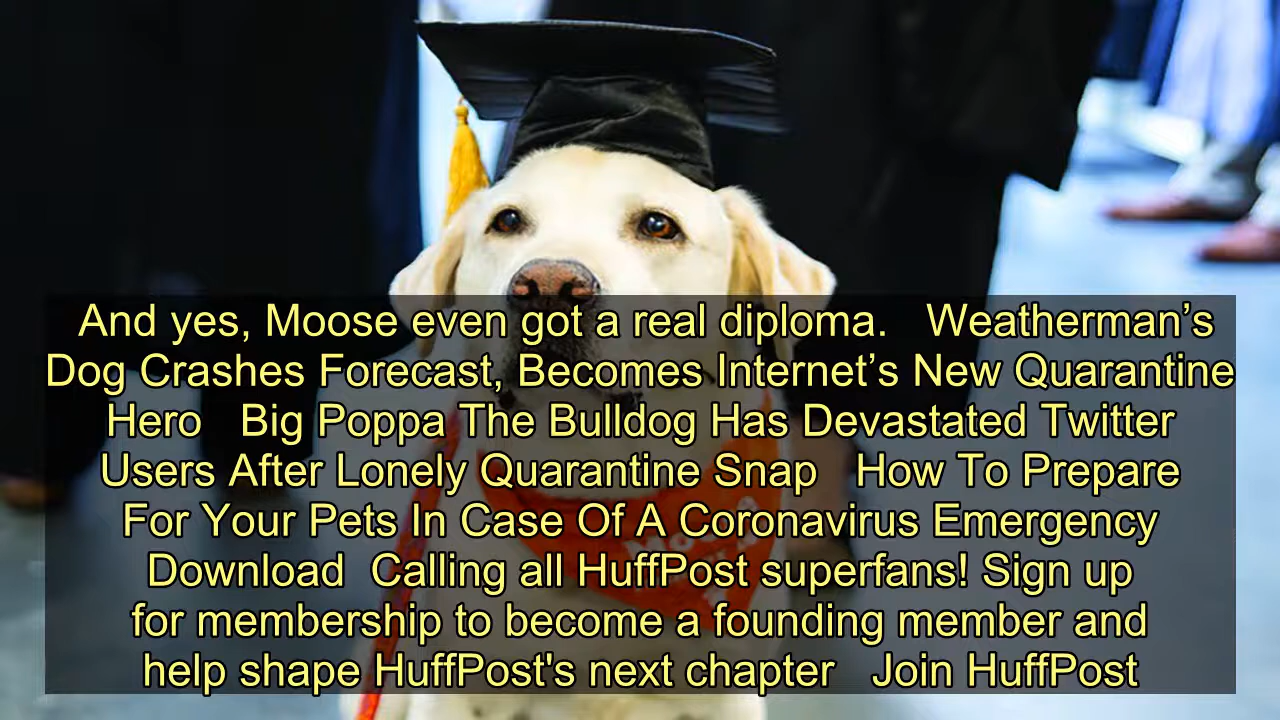 And yes, Moose even got a real diploma.   Weatherman’s
Dog Crashes Forecast, Becomes Internet’s New Quarantine
Hero   Big Poppa The Bulldog Has Devastated Twitter
Users After Lonely Quarantine Snap   How To Prepare
For Your Pets In Case Of A Coronavirus Emergency
Download  Calling all HuffPost superfans! Sign up
for membership to become a founding member and
help shape HuffPost's next chapter   Join HuffPost